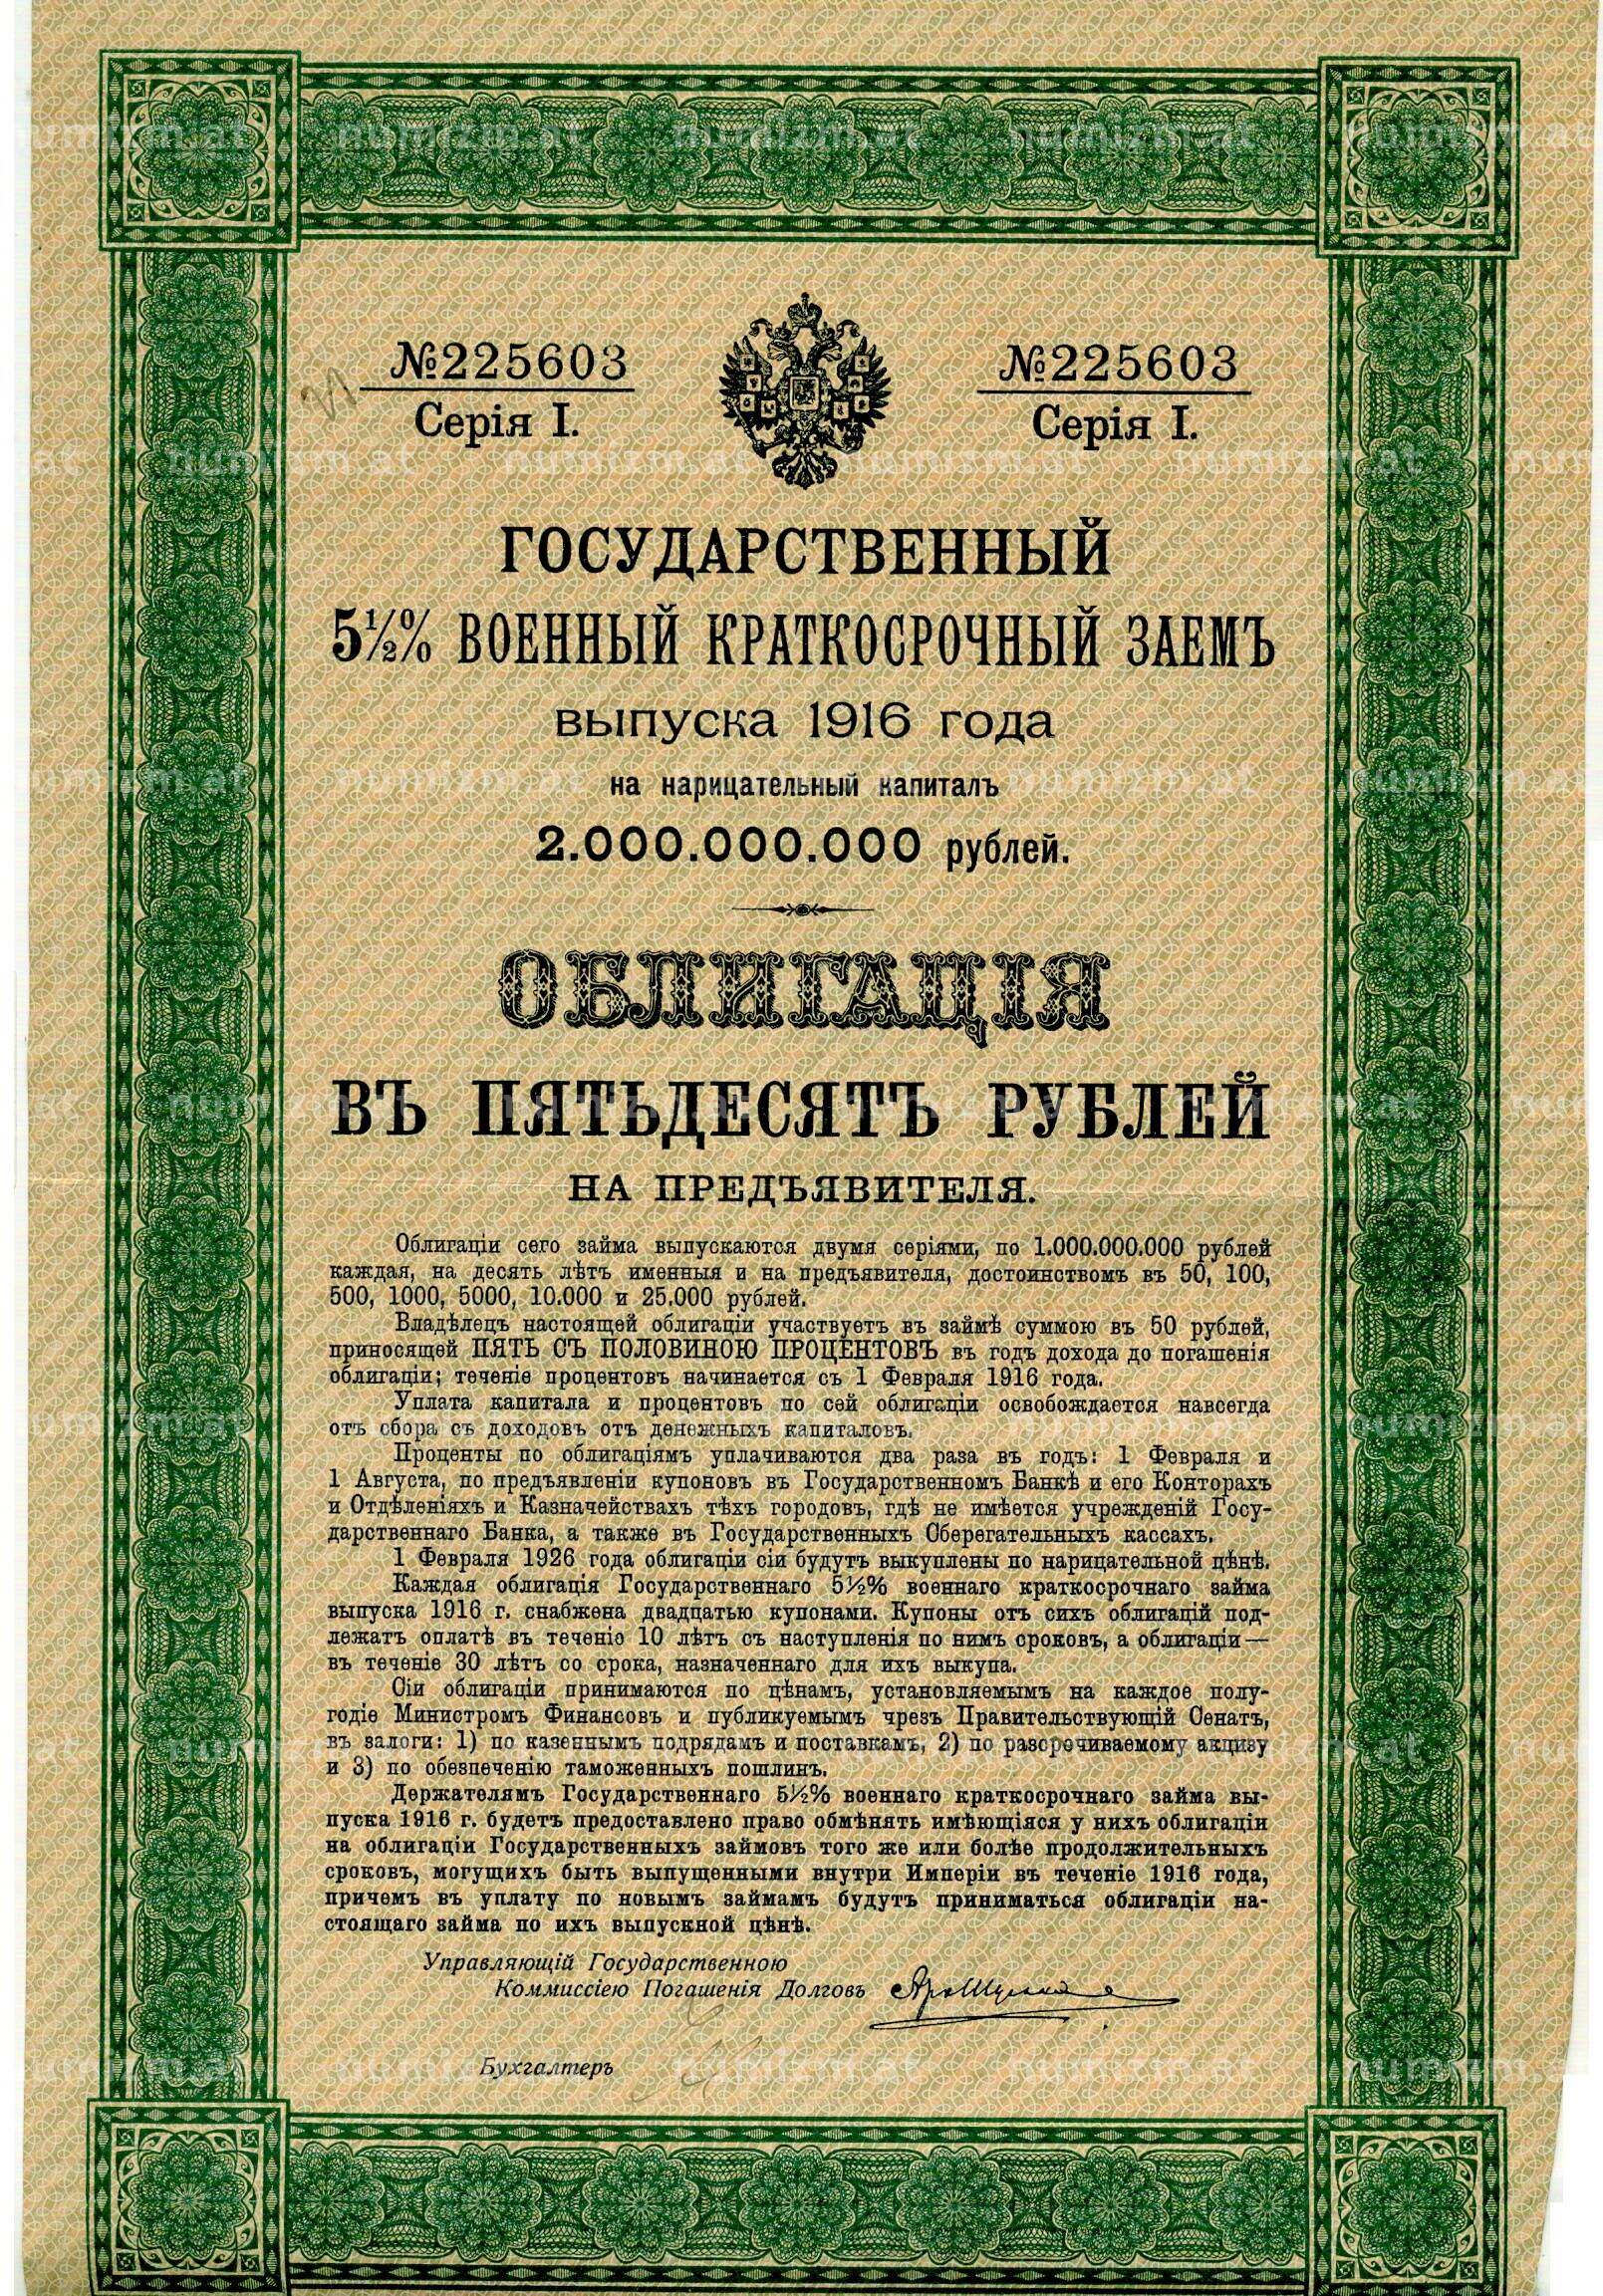 №225603
Серія I.
№225603
Серія I.
ГОСУДАРСТВЕННЫЙ
5½% ВОЕННЫЙ КРАТКОСРОЧНЫЙ ЗАЕМЪ
выпуска 1916 года
на нарицательный капиталъ
2.000.000.000 рублей.
ОБЛИГАЦІЯ
ВЪ ПЯТЬДЕСЯТЪ РУБЛЕЙ
НА ПРЕДЪЯВИТЕЛЯ.
Облигаціи сего займа выпускаются двумя серіями, по 1.000.000.000 рублей
каждая, на десять лѣтъ именныя и на предъявителя, достоинствомъ въ 50, 100,
500, 1000, 5000, 10.000 и 25.000 рублей.
Владѣлецъ настоящей облигаціи участвуетъ въ займѣ суммою въ 50 рублей,
приносящей ПЯТЬ СЪ ПОЛОВИНОЮ ПРОЦЕНТОВЪ въ годъ дохода до погашенія
облигаціи; теченіе процентовъ начинается съ 1 Февраля 1916 года.
Уплата капитала и процентовъ по сей облигаціи освобождается навсегда
отъ сбора съ доходовъ отъ денежныхъ капиталовъ.
Проценты по облигаціямъ уплачиваются два раза въ годъ: 1 Февраля и
1 Августа, по предъявленіи купоновъ въ Государственномъ Банкѣ и его Конторахъ
и Отдѣленіяхъ и Казначействахъ тѣхъ городовъ, гдѣ не имѣется учрежденій Госу-
дарственнаго Банка, а также въ Государственныхъ Сберегательныхъ кассахъ.
1 Февраля 1926 года облигаціи сіи будутъ выкуплены по нарицательной цѣнѣ.
Каждая облигація Государственнаго 5½% военнаго краткосрочнаго займа
выпуска 1916 г. снабжена двадцатью купонами. Купоны отъ сихъ облигацій под-
лежатъ оплатѣ въ теченіе 10 лѣтъ съ наступленія по нимъ сроковъ, а облигаціи—
въ теченіе 30 лѣтъ со срока, назначеннаго для ихъ выкупа.
Сіи облигаціи принимаются по цѣнамъ, установляемымъ на каждое полу-
годіе Министромъ Финансовъ и публикуемымъ чрезъ Правительствующій Сенатъ,
въ залоги: 1) по казеннымъ подрядамъ и поставкамъ, 2) по разсрочиваемому акцизу
и 3) по обезпеченію таможенныхъ пошлинъ.
Держателямъ Государственнаго 5½% военнаго краткосрочнаго займа вы-
пуска 1916 г. будетъ предоставлено право обмѣнять имѣющіяся у нихъ облигаціи
на облигаціи Государственныхъ займовъ того же или болѣе продолжительныхъ
сроковъ, могущихъ быть выпущенными внутри Имперіи въ теченіе 1916 года,
причемъ въ уплату по новымъ займамъ будутъ приниматься облигаціи на-
стоящаго займа по ихъ выпускной цѣнѣ.
Управляющій Государственною
Коммиссіею Погашенія Долговъ
Бухгалтеръ
numizm.at